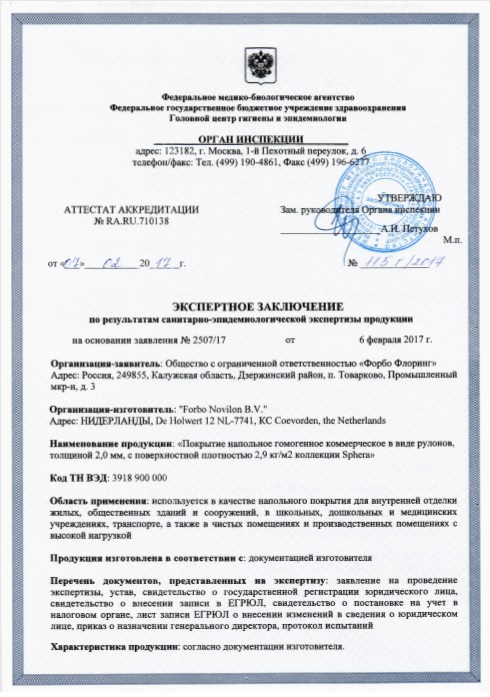 Федеральное медико-биологическое агентство
Федеральное государственное бюджетное учреждение здравоохранения
Головной центр гигиены и эпидемиологии
ОРГАН ИНСПЕКЦИИ
адрес: 123182, г. Москва, 1-й Пехотный переулок, д. 6
телефон/факс: Тел. (499) 190-4861, Факс (499) 196-6277
УТВЕРЖДАЮ
АТТЕСТАТ АККРЕДИТАЦИИ
Зам. руководителя Органа инспекции
№ RA.RU.710138
А.И. Петухов
М.п.
от «07» 02 2017г.
№ 115г/2017
ЭКСПЕРТНОЕ ЗАКЛЮЧЕНИЕ
по результатам санитарно-эпидемиологической экспертизы продукции
на основании заявления № 2507/17 от 6 февраля 2017 г.
Организация-заявитель: Общество с ограниченной ответственностью «Форбо Флоринг»
Адрес: Россия, 249855, Калужская область, Дзержинский район, п. Товарково, Промышленный
мкр-н, д. 3
Организация-изготовитель: "Forbo Novilon B.V."
Адрес: НИДЕРЛАНДЫ, De Holwert 12 NL-7741, KC Coevorden, the Netherlands
Наименование продукции: «Покрытие напольное гомогенное коммерческое в виде рулонов,
толщиной 2,0 мм, с поверхностной плотностью 2,9 кг/м2 коллекции Sphera»
Код ТН ВЭД: 3918 900 000
Область применения: используется в качестве напольного покрытия для внутренней отделки
жилых, общественных зданий и сооружений, в школьных, дошкольных и медицинских
учреждениях, транспорте, а также в чистых помещениях и производственных помещениях с
высокой нагрузкой
Продукция изготовлена в соответствии с: документацией изготовителя
Перечень документов, представленных на экспертизу: заявление на проведение
экспертизы, устав, свидетельство о государственной регистрации юридического лица,
свидетельство о внесении записи в ЕГРЮЛ, свидетельство о постановке на учет в
налоговом органе, лист записи ЕГРЮЛ о внесении изменений в сведения о юридическом
лице, приказ о назначении генерального директора, протокол испытаний
Характеристика продукции: согласно документации изготовителя.